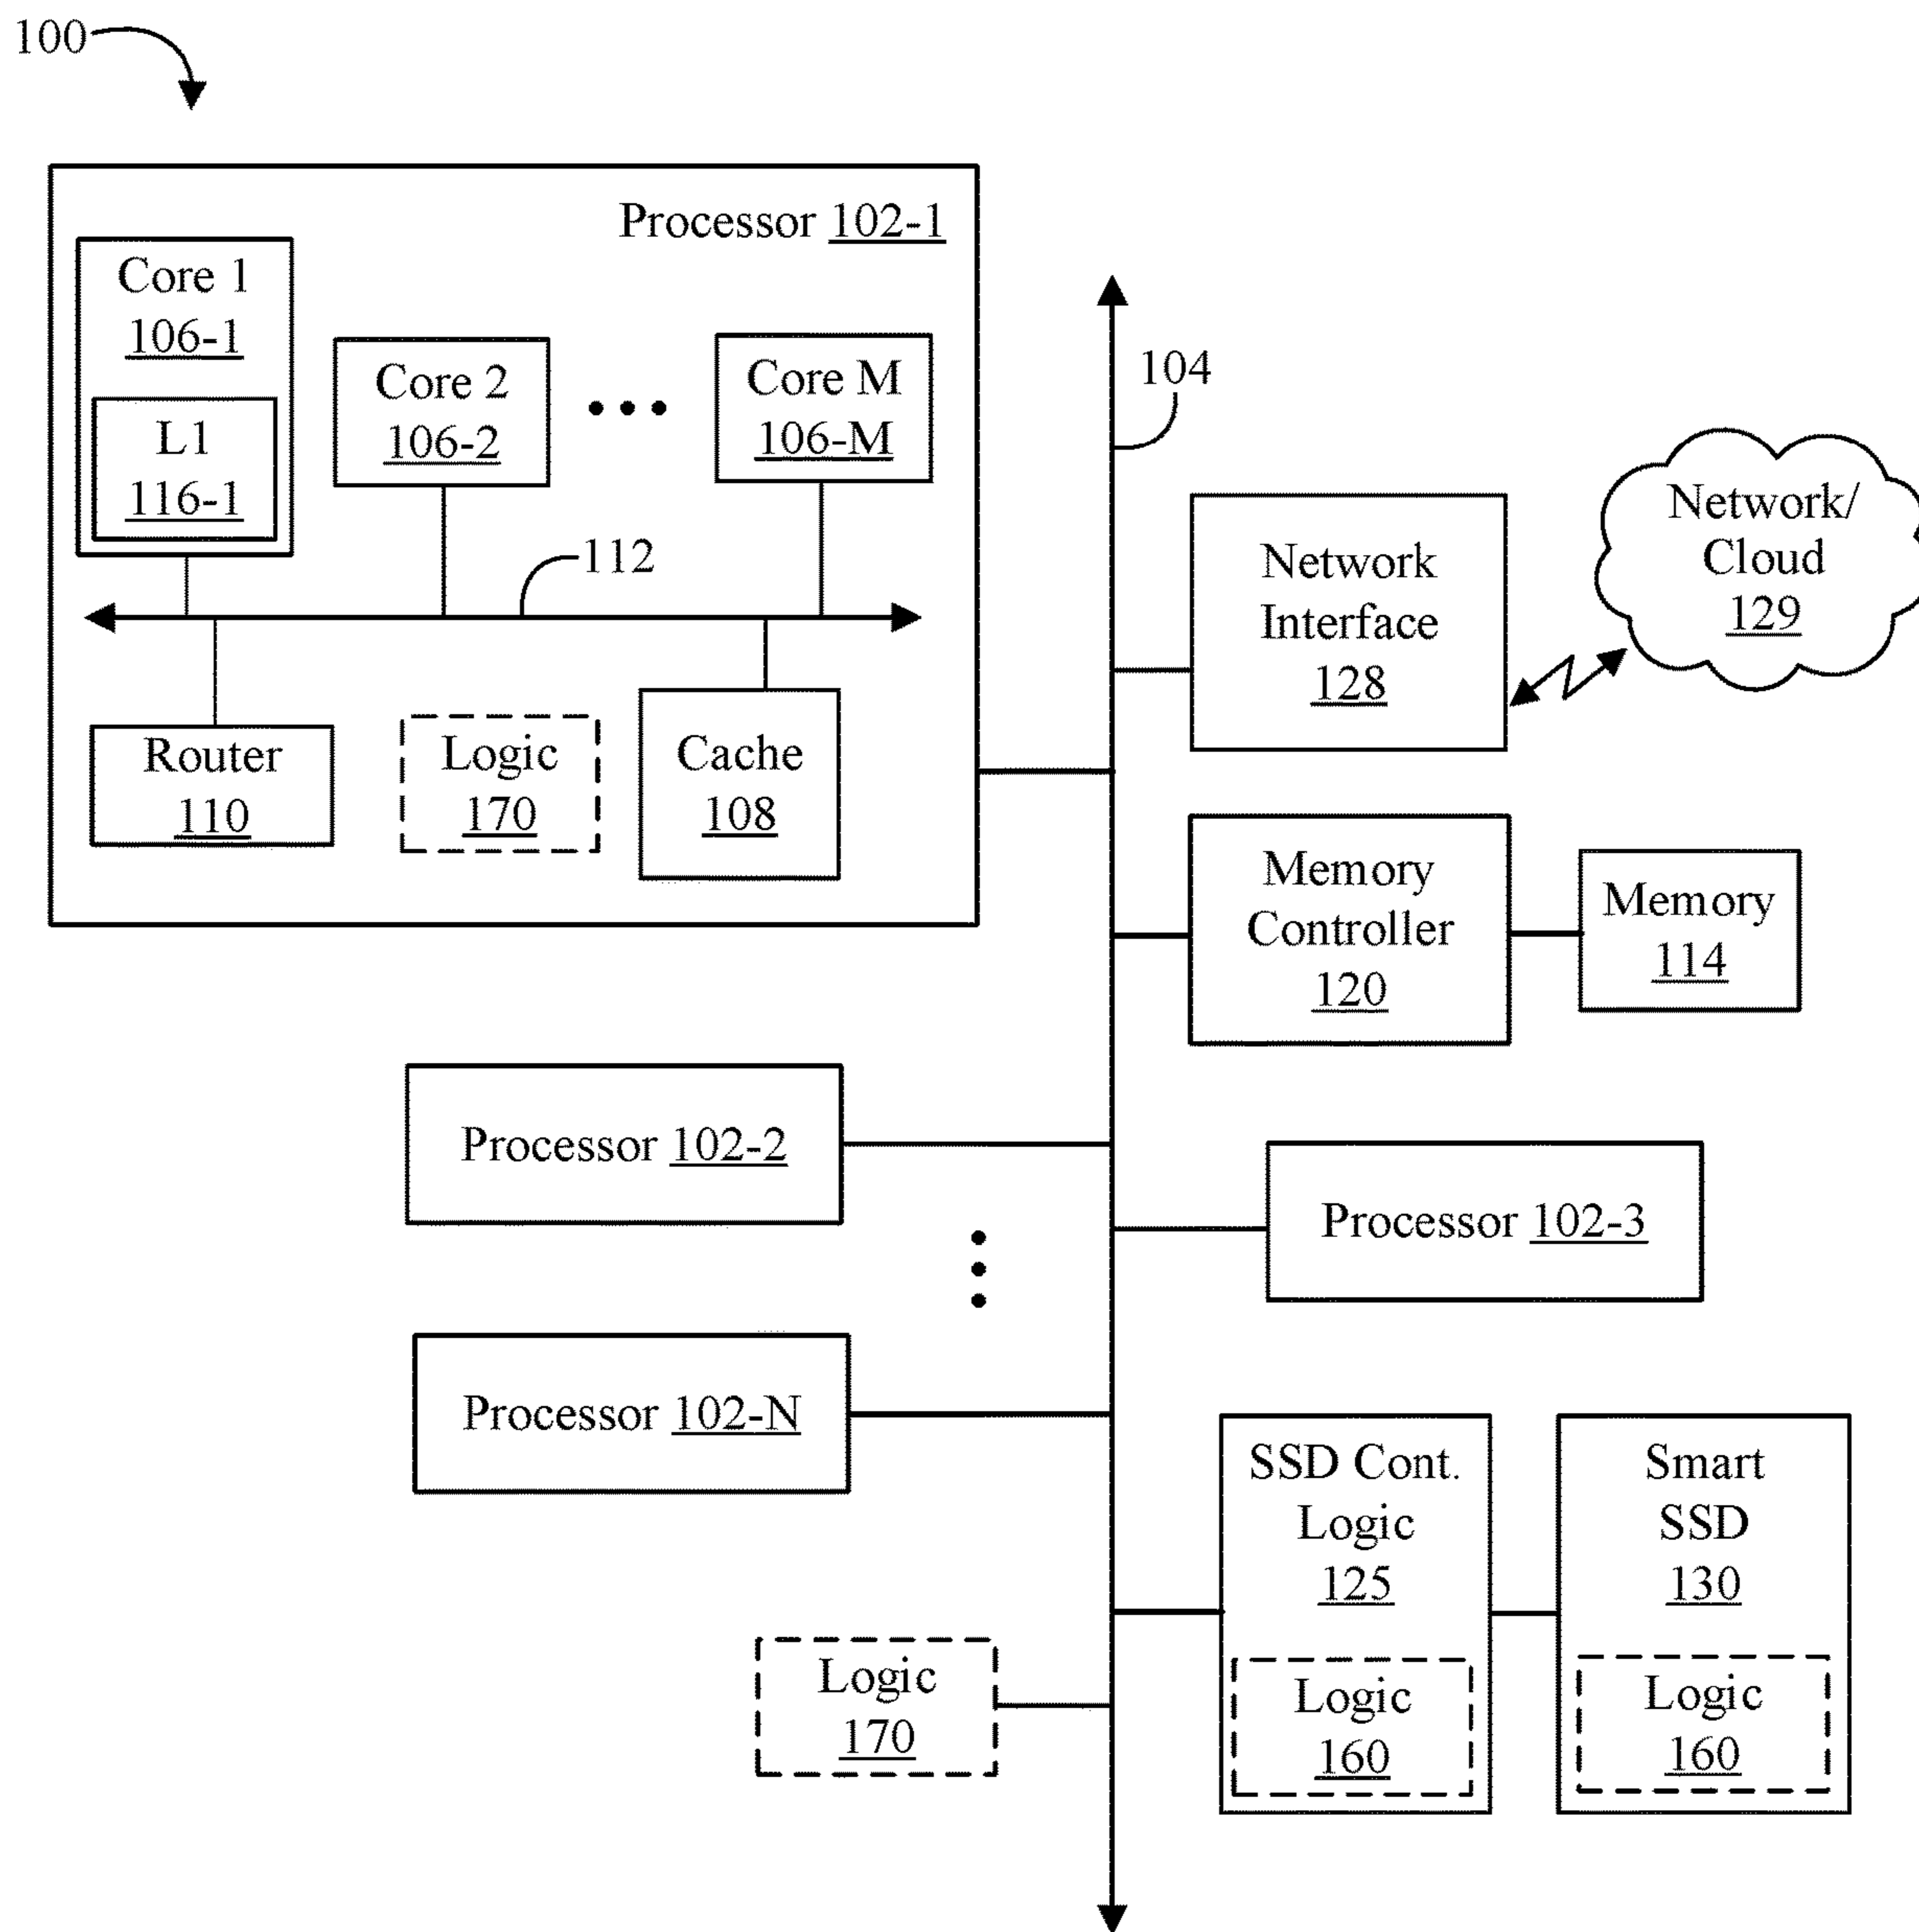 100
Processor 102-1
Core 1
106-1
L1
116-1
Core 2
106-2
Core M
106-M
112
Router
110
Logic
170
Cache
108
104
Network
Interface
128
Network/
Cloud
129
Memory
Controller
120
Memory
114
Processor 102-2
Processor 102-3
Processor 102-N
SSD Cont.
Logic
125
Logic
160
Smart
SSD
130
Logic
160
Logic
170